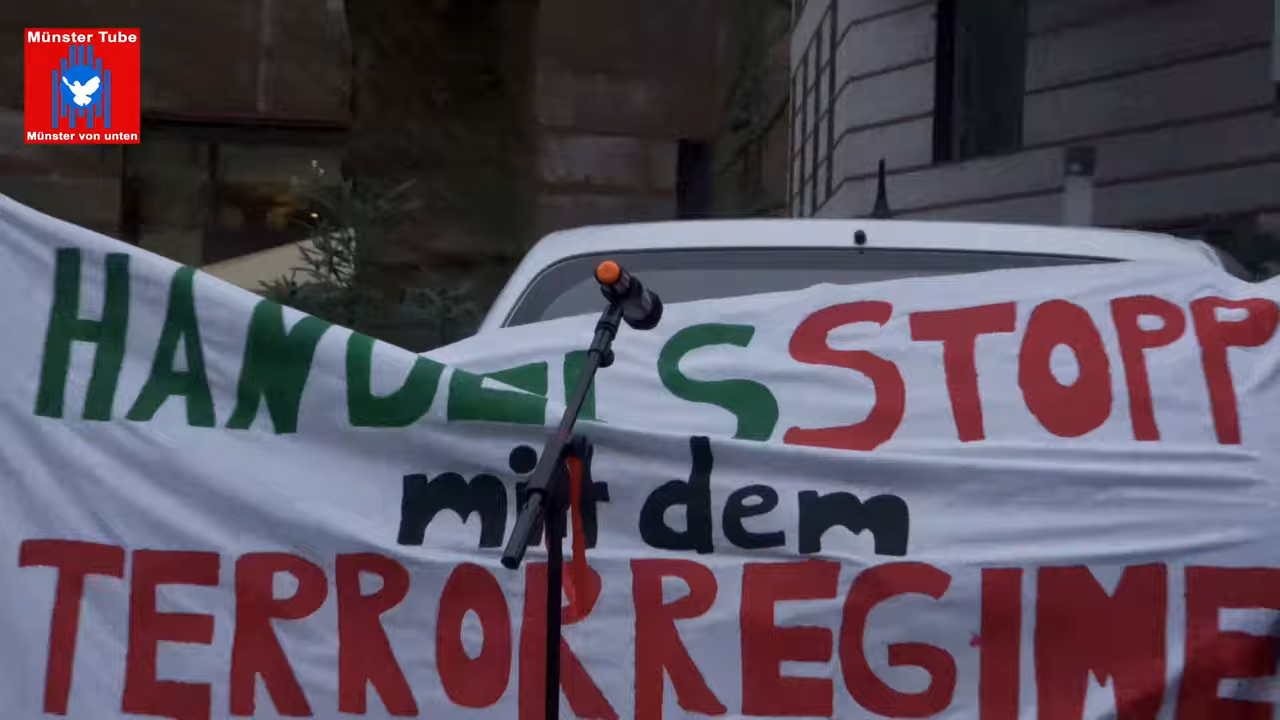 Münster Tube
Münster von unten
HANDELSSTOPP
mit dem
TERRORREGIME